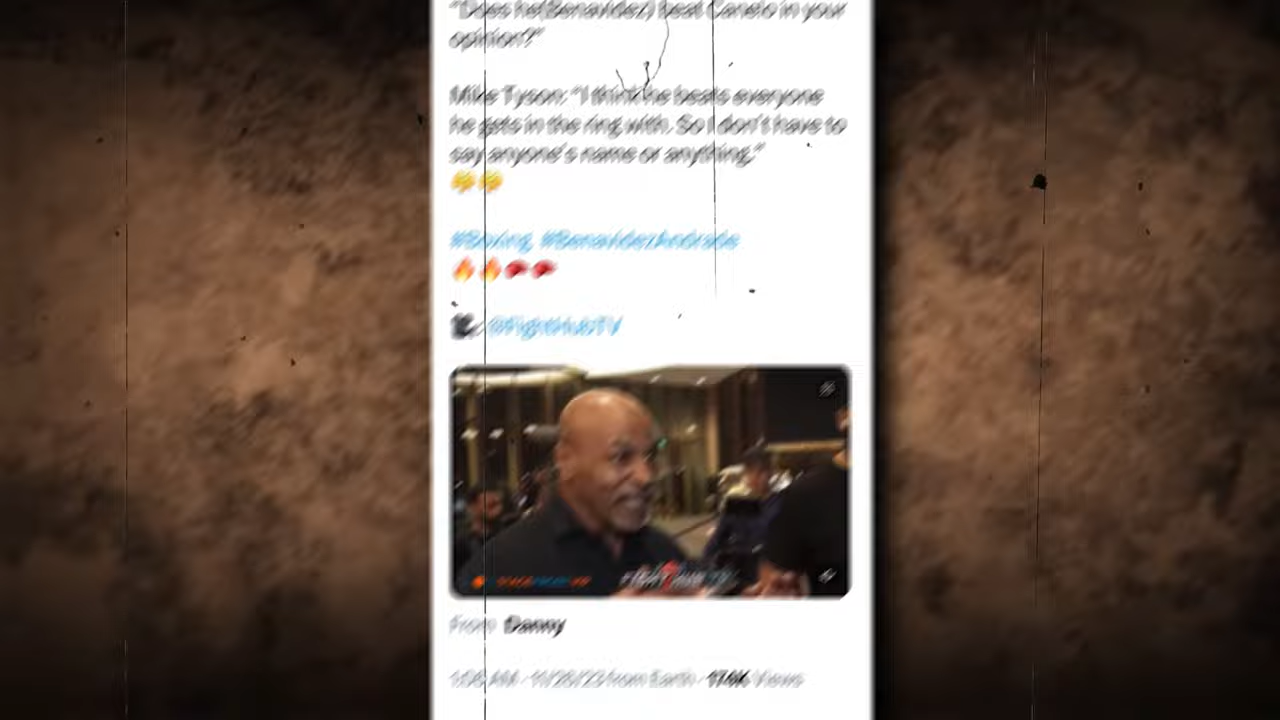 "Does he(Benavidez) beat Canelo in your
opinion?"
Mike Tyson: "I think he beats everyone
he gets in the ring with. So I don't have to
say anyone's name or anything."
#Boxing #BenavidezAndrade
@FightHubTV
From Danny
1:06 AM · 11/26/23 from Earth · 174K Views